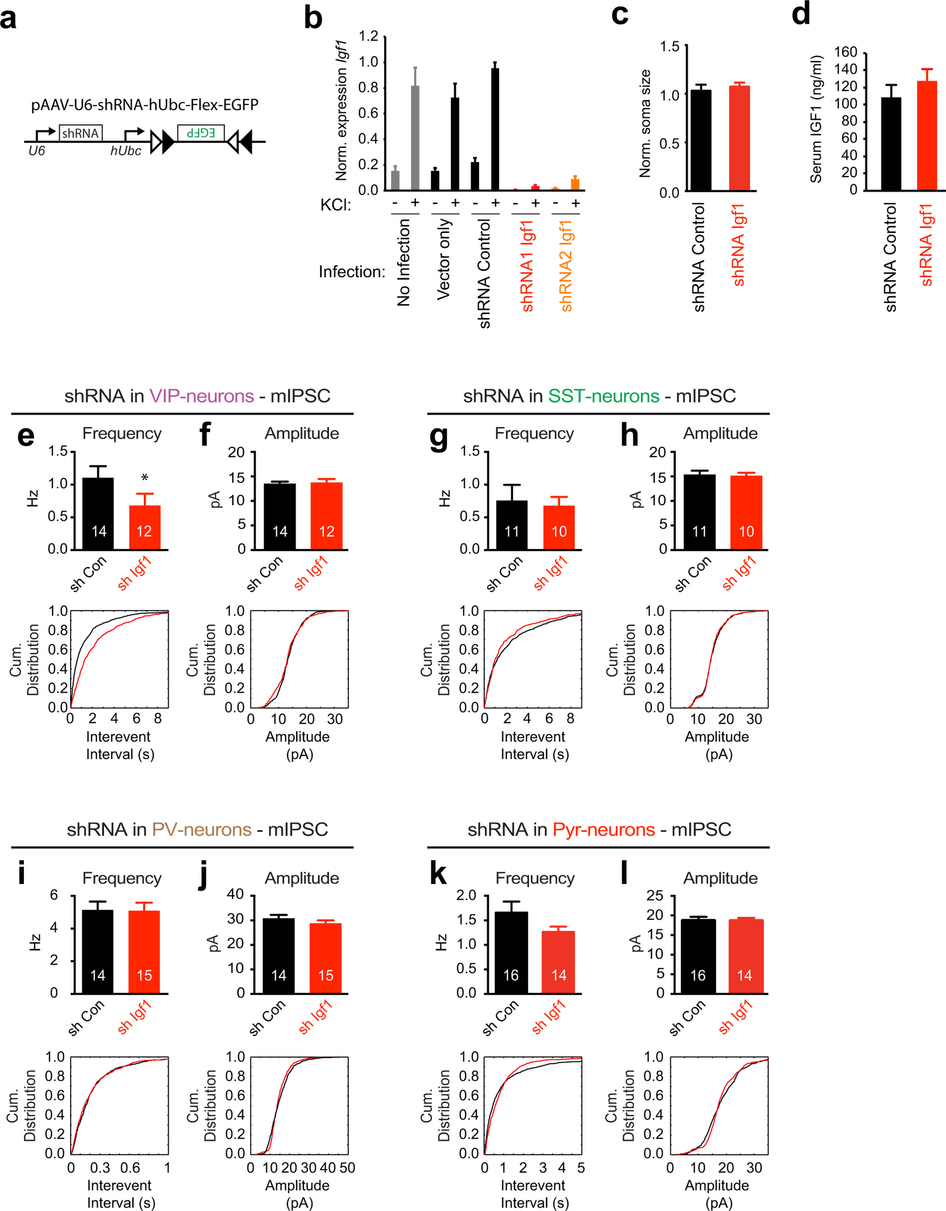 a
pAAV-U6-shRNA-hUbc-Flex-EGFP
shRNA
EGFP
U6
hUbc
b
Norm. expression Igf1
1.2
1.0
0.8
0.6
0.4
0.2
0
KCl: - + - + - + - + - +
Infection:
No Infection
Vector only
shRNA Control
shRNA1 Igf1
shRNA2 Igf1
c
Norm. soma size
1.5
1.0
0.5
0.0
shRNA Control
shRNA Igf1
d
Serum IGF1 (ng/ml)
160
140
120
100
80
60
40
20
0
shRNA Control
shRNA Igf1
shRNA in VIP-neurons - mIPSC
e
Frequency
Hz
1.5
1.0
0.5
0.0
*
14
12
sh Con
sh Igf1
Cum.
Distribution
1.0
0.8
0.6
0.4
0.2
0.0
0 2 4 6 8
Interevent
Interval (s)
f
Amplitude
pA
20
15
10
5
0
14
12
sh Con
sh Igf1
Cum.
Distribution
1.0
0.8
0.6
0.4
0.2
0.0
0 10 20 30
Amplitude
(pA)
shRNA in SST-neurons - mIPSC
g
Frequency
Hz
1.5
1.0
0.5
0.0
11
10
sh Con
sh Igf1
Cum.
Distribution
1.0
0.8
0.6
0.4
0.2
0.0
0 2 4 6 8
Interevent
Interval (s)
h
Amplitude
pA
20
15
10
5
0
11
10
sh Con
sh Igf1
Cum.
Distribution
1.0
0.8
0.6
0.4
0.2
0.0
0 10 20 30
Amplitude
(pA)
shRNA in PV-neurons - mIPSC
i
Frequency
Hz
6
4
2
0
14
15
sh Con
sh Igf1
Cum.
Distribution
1.0
0.8
0.6
0.4
0.2
0.0
0 0.3 0.6 1
Interevent
Interval (s)
j
Amplitude
pA
40
30
20
10
0
14
15
sh Con
sh Igf1
Cum.
Distribution
1.0
0.8
0.6
0.4
0.2
0.0
0 10 20 30 40 50
Amplitude
(pA)
shRNA in Pyr-neurons - mIPSC
k
Frequency
Hz
2.0
1.5
1.0
0.5
0.0
16
14
sh Con
sh Igf1
Cum.
Distribution
1.0
0.8
0.6
0.4
0.2
0.0
0 1 2 3 4 5
Interevent
Interval (s)
l
Amplitude
pA
25
20
15
10
5
0
16
14
sh Con
sh Igf1
Cum.
Distribution
1.0
0.8
0.6
0.4
0.2
0.0
0 10 20 30
Amplitude
(pA)